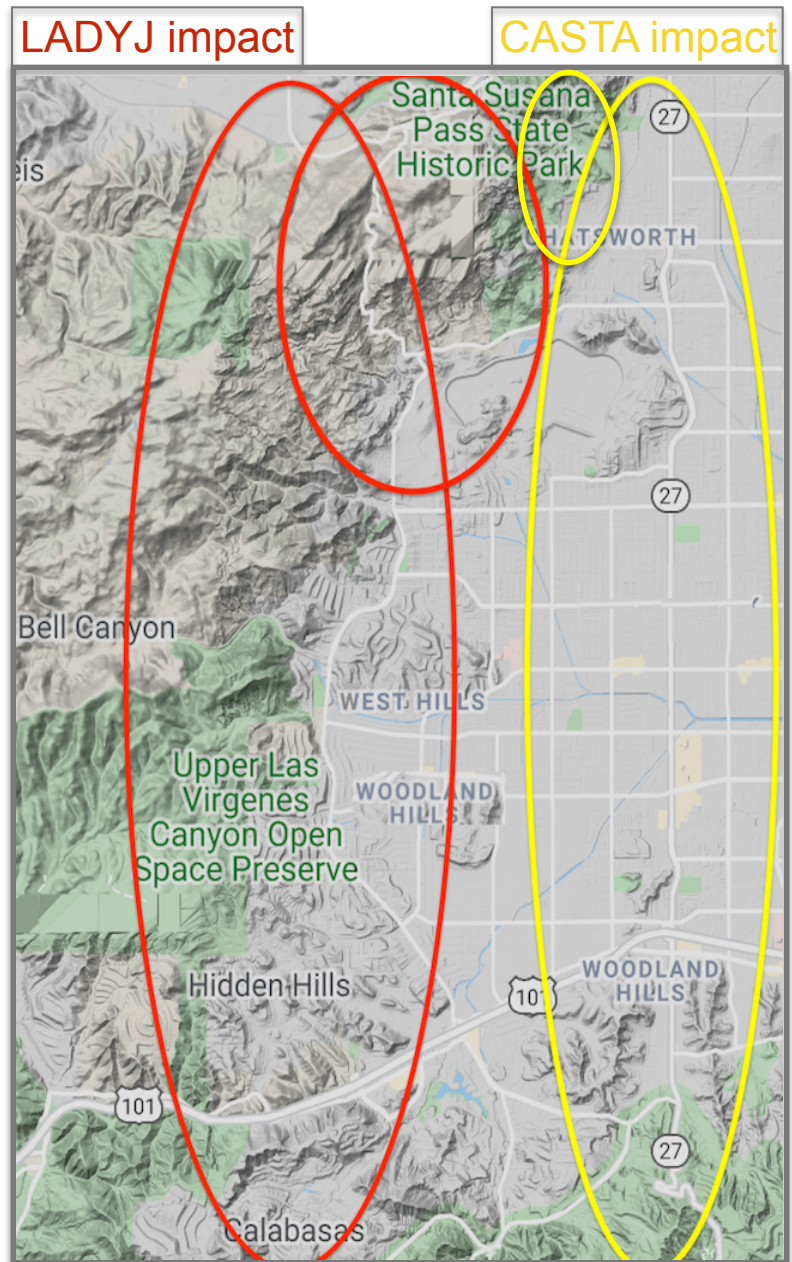 LADYJ impact
CASTA impact
Santa Susana
Pass State
Historic Park
27
eis
CHATSWORTH
27
Bell Canyon
WEST HILLS
Upper Las
Virgenes
Canyon Open
Space Preserve
WOODLAND
HILLS
WOODLAND
HILLS
Hidden Hills
101
101
27
Calabasas